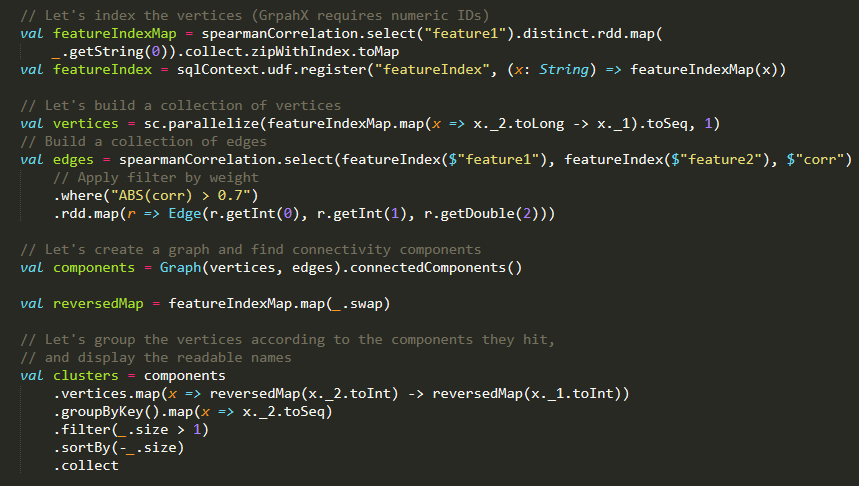 // Let's index the vertices (GrpahX requires numeric IDs)
val featureIndexMap = spearmanCorrelation.select("feature1").distinct.rdd.map(
_.getString(0)).collect.zipWithIndex.toMap
val featureIndex = sqlContext.udf.register("featureIndex", (x: String) => featureIndexMap(x))
// Let's build a collection of vertices
val vertices = sc.parallelize(featureIndexMap.map(x => x._2.toLong -> x._1).toSeq, 1)
// Build a collection of edges
val edges = spearmanCorrelation.select(featureIndex($"feature1"), featureIndex($"feature2"), $"corr")
// Apply filter by weight
.where("ABS(corr) > 0.7")
.rdd.map(r => Edge(r.getInt(0), r.getInt(1), r.getDouble(2)))
// Let's create a graph and find connectivity components
val components = Graph(vertices, edges).connectedComponents()
val reversedMap = featureIndexMap.map(_.swap)
// Let's group the vertices according to the components they hit,
// and display the readable names
val clusters = components
.vertices.map(x => reversedMap(x._2.toInt) -> reversedMap(x._1.toInt))
.groupByKey().map(x => x._2.toSeq)
.filter(_.size > 1)
.sortBy(-_.size)
.collect